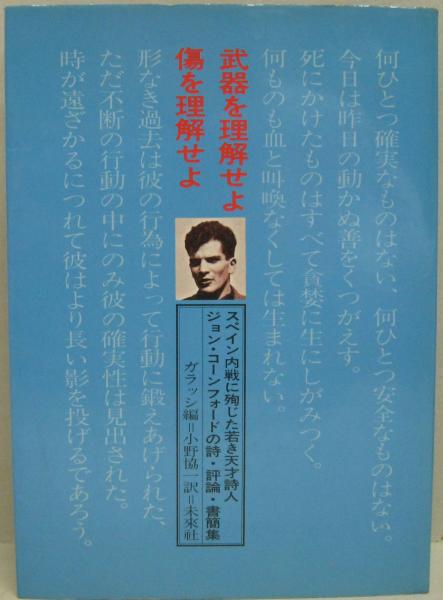 何ひとつ確実なものはない 何ひとつ安全なものはない。
今日は昨日の動かぬ善をくつがえす。
死にかけたものはすべて貪婪に生にしがみつく。
何ものも血と叫喚なくしては生まれない。
武器を理解せよ
傷を理解せよ
スペイン内戦に殉じた若き天才詩人
ジョン・コーンフォードの詩・評論・書簡集
ガラッシ編=小野協一訳=未來社
形なき過去は彼の行為によって行動に鍛えあげられた、
ただ不断の行動の中にのみ彼の確実性は見出された。
時が遠ざかるにつれて彼はより長い影を投げるであろう。